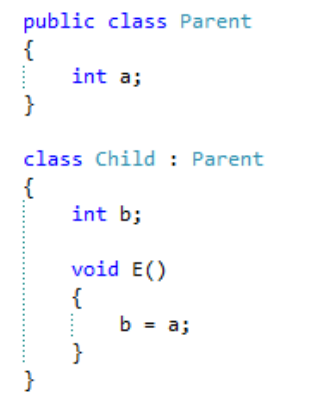 public class Parent
{
int a;
}
class Child : Parent
{
int b;
void E()
{
b = a;
}
}